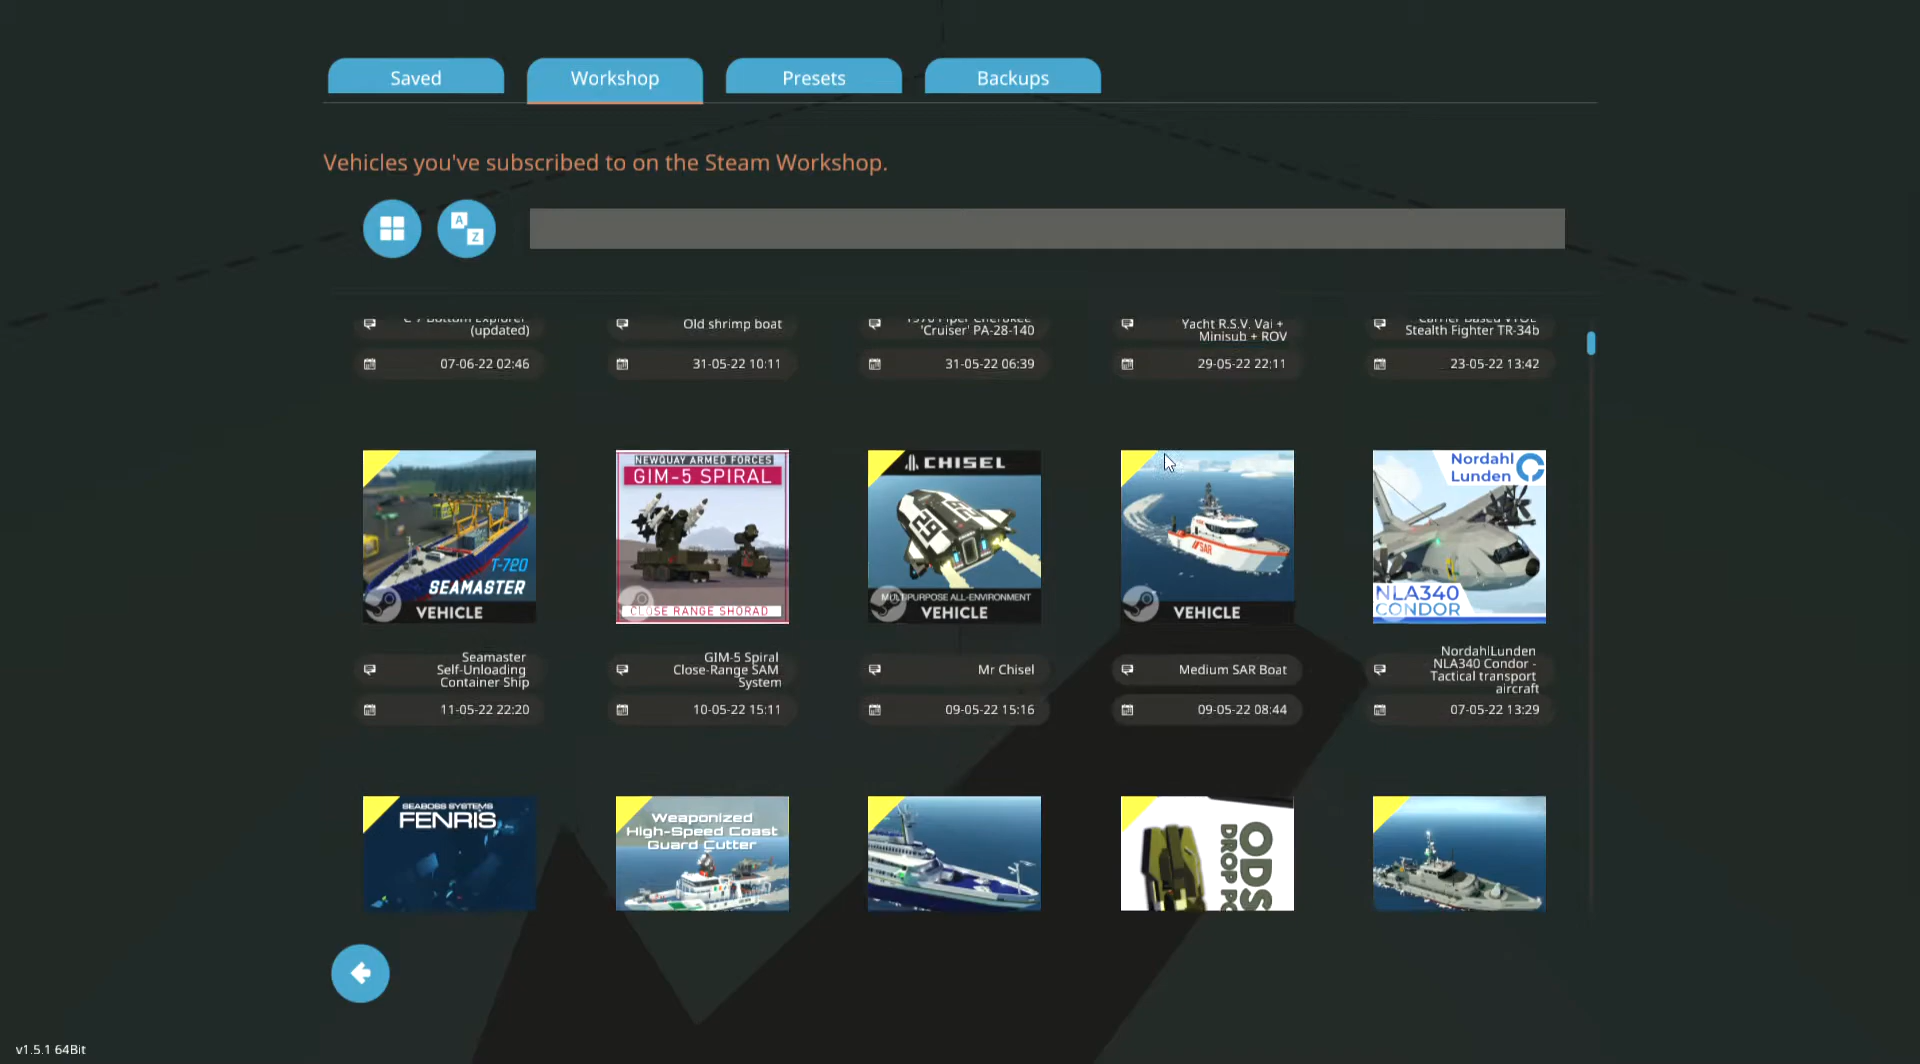 Saved
Workshop
Presets
Backups
Vehicles you've subscribed to on the Steam Workshop.
A
Z
(updated)
07-06-22 02:46
Old shrimp boat
31-05-22 10:11
'Cruiser' PA-28-140
31-05-22 06:39
Yacht R.S.V. Vai +
Minisub + ROV
29-05-22 22:11
Stealth Fighter TR-34b
23-05-22 13:42
T-720
SEAMASTER
VEHICLE
Seamaster
Self-Unloading
Container Ship
11-05-22 22:20
NEWQUAY ARMED FORCES
GIM-5 SPIRAL
CLOSE RANGE SHORAD
GIM-5 Spiral
Close-Range SAM
System
10-05-22 15:11
CHISEL
MULTIPURPOSE ALL-ENVIRONMENT
VEHICLE
Mr Chisel
09-05-22 15:16
SAR
VEHICLE
Medium SAR Boat
09-05-22 08:44
Nordahl
Lunden
NLA340
CONDOR
NordahlLunden
NLA340 Condor -
Tactical transport
aircraft
07-05-22 13:29
SEABOSS SYSTEMS
FENRIS
Weaponized
High-Speed Coast
Guard Cutter
ODS
DROP
v1.5.1 64Bit